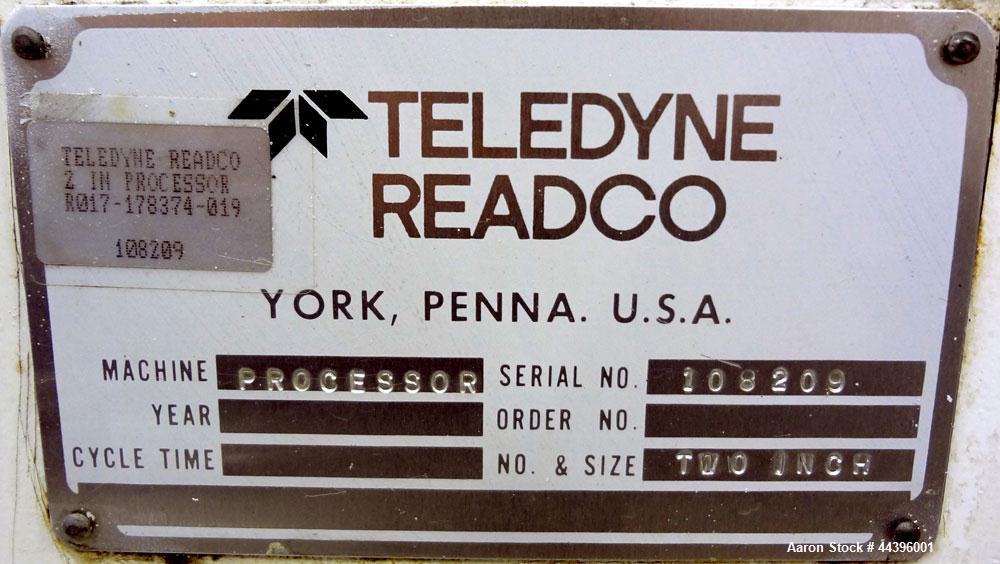 TELEDYNE
READCO
TELEDYNE READCO
2 IN PROCESSOR
R017-178374-019
108209
YORK, PENNA. U.S.A.
MACHINE PROCESSOR SERIAL NO. 108209
YEAR ORDER NO.
CYCLE TIME NO. & SIZE TWO INCH
Aaron Stock # 44396001